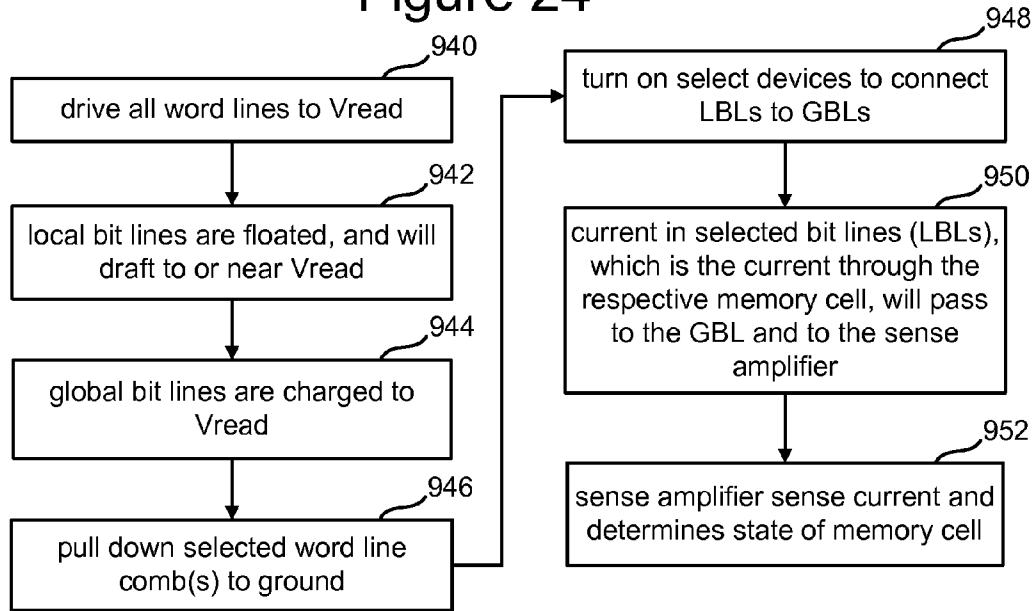 Figure 24
940
drive all word lines to Vread
942
local bit lines are floated, and will
draft to or near Vread
944
global bit lines are charged to
Vread
946
pull down selected word line
comb(s) to ground
948
turn on select devices to connect
LBLs to GBLs
950
current in selected bit lines (LBLs),
which is the current through the
respective memory cell, will pass
to the GBL and to the sense
amplifier
952
sense amplifier sense current and
determines state of memory cell